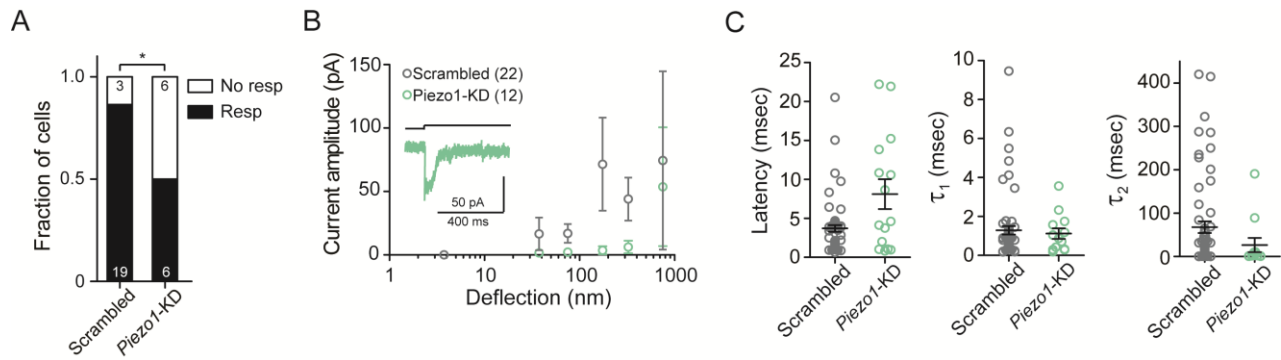 A
*
1.0
0.5
0
Fraction of cells
3
6
19
6
No resp
Resp
Scrambled
Piezo1-KD
B
150
100
50
0
Current amplitude (pA)
Scrambled (22)
Piezo1-KD (12)
50 pA
400 ms
1
10
100
1000
Deflection (nm)
C
25
20
15
10
5
0
Latency (msec)
Scrambled
Piezo1-KD
10
8
6
4
2
0
τ1 (msec)
Scrambled
Piezo1-KD
400
300
200
100
0
τ2 (msec)
Scrambled
Piezo1-KD